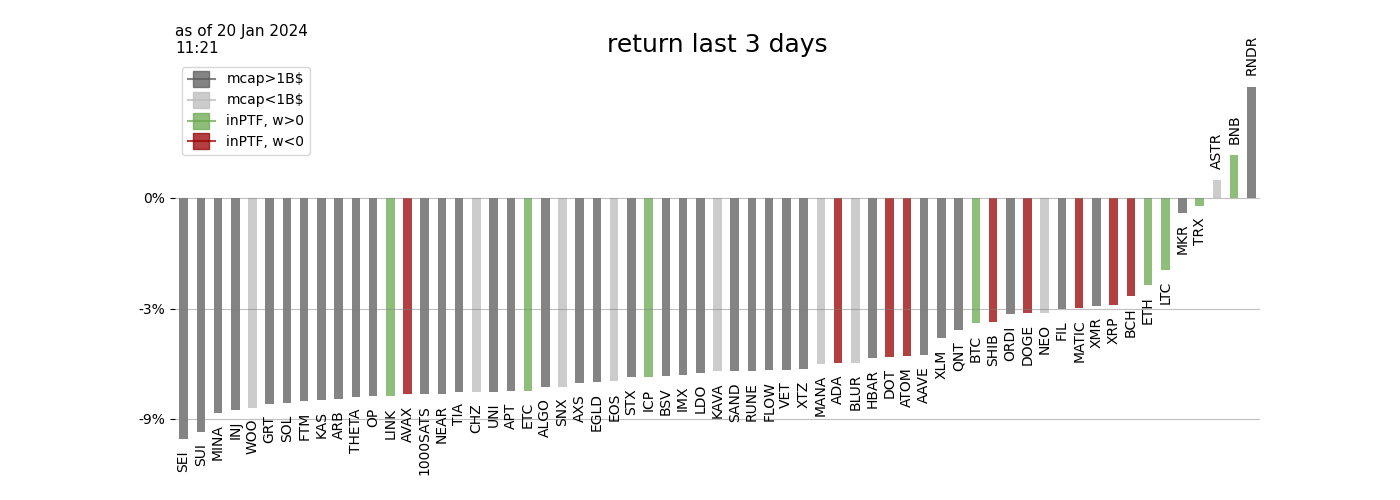 as of 20 Jan 2024
11:21
return last 3 days
mcap>1B$
mcap<1B$
inPTF, w>0
inPTF, w<0
0%
-3%
-9%
SEI
SUI
MINA
INJ
WOO
GRT
SOL
FTM
KAS
ARB
THETA
OP
LINK
AVAX
1000SATS
NEAR
TIA
CHZ
UNI
APT
ETC
ALGO
SNX
AXS
EGLD
EOS
STX
ICP
BSV
IMX
LDO
KAVA
SAND
RUNE
FLOW
VET
XTZ
MANA
ADA
BLUR
HBAR
DOT
ATOM
AAVE
XLM
QNT
BTC
SHIB
ORDI
DOGE
NEO
FIL
MATIC
XMR
XRP
BCH
ETH
LTC
MKR
TRX
ASTR
BNB
RNDR